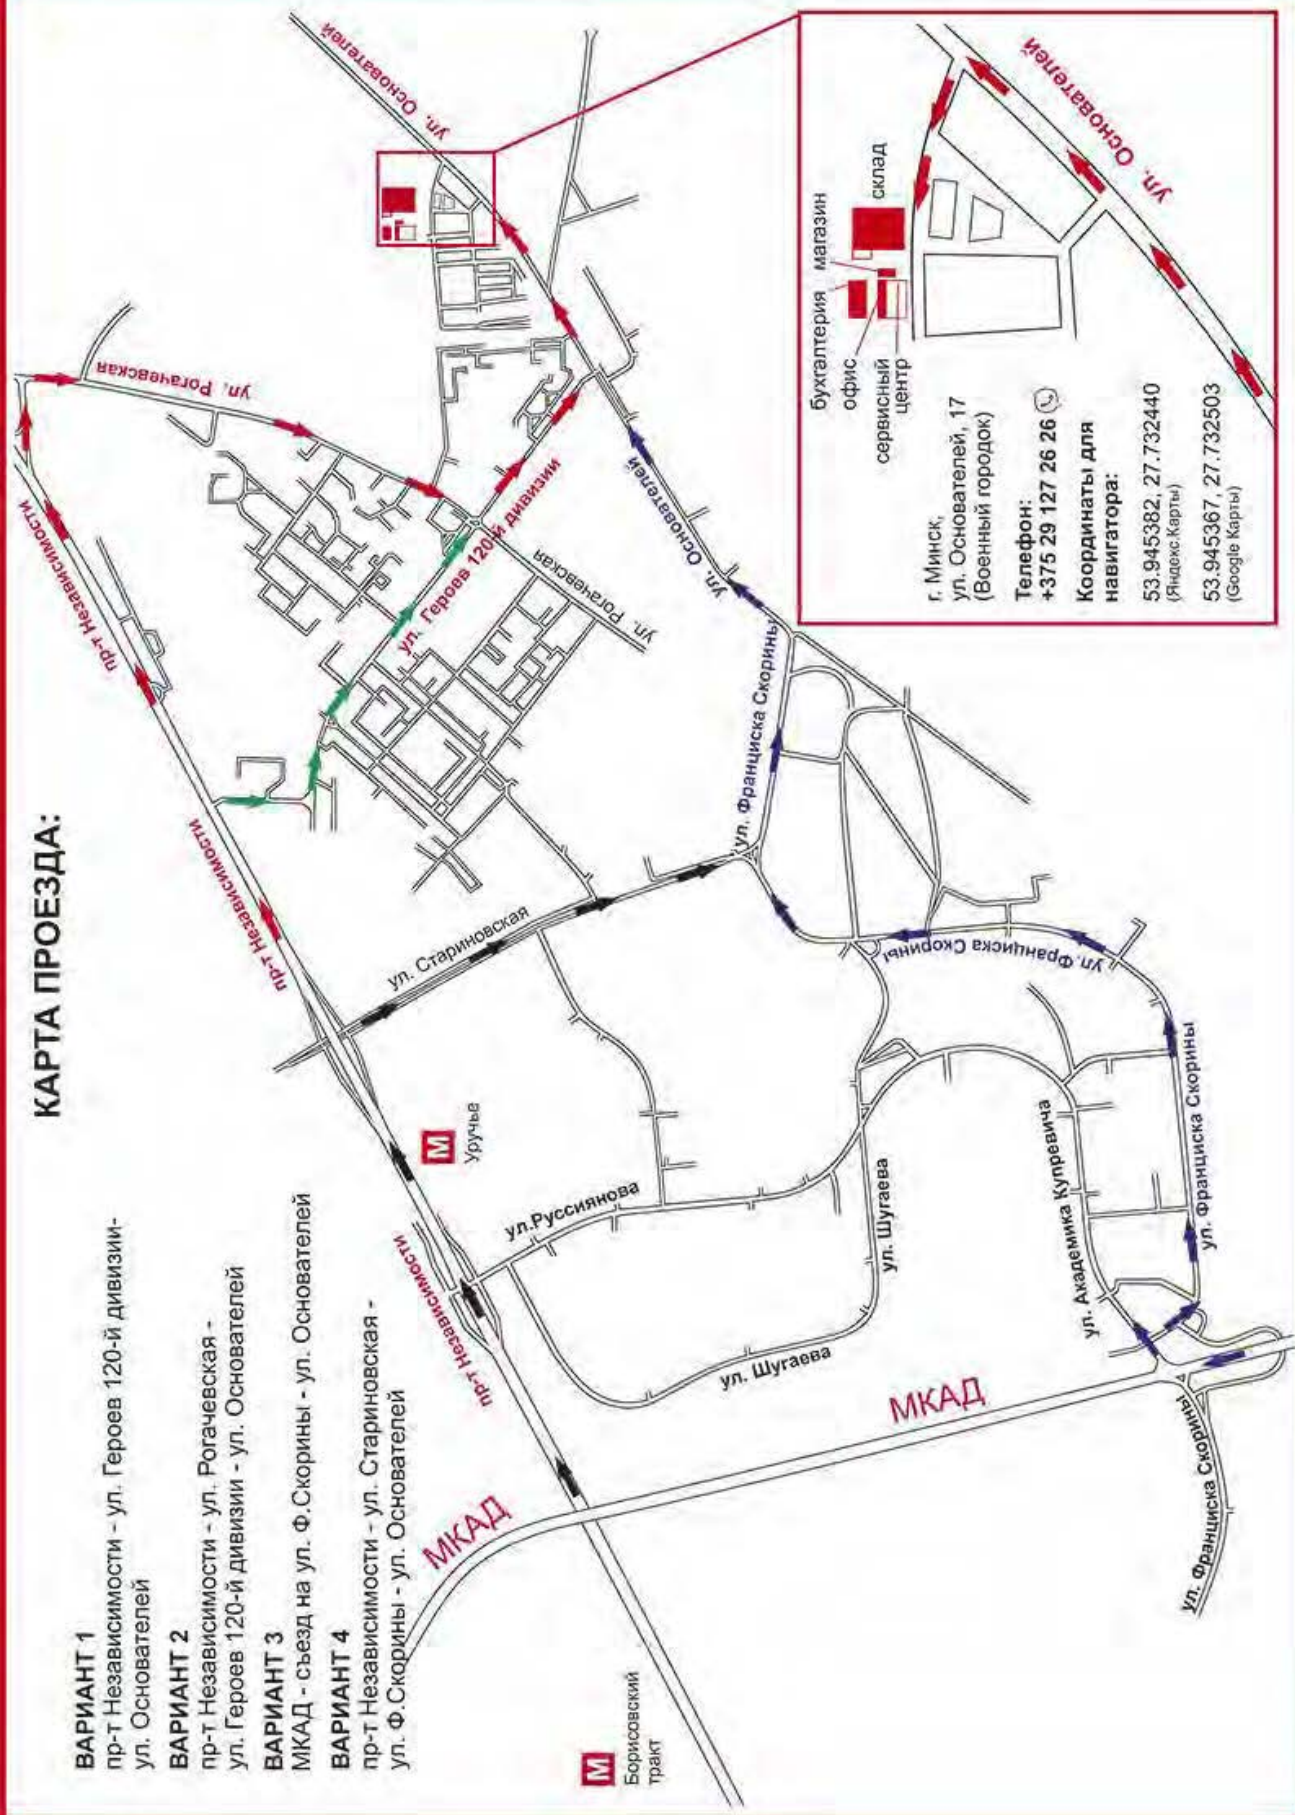 КАРТА ПРОЕЗДА:
ВАРИАНТ 1
пр-т Независимости - ул. Героев 120-й дивизии-
ул. Основателей
ВАРИАНТ 2
пр-т Независимости - ул. Рогачевская -
ул. Героев 120-й дивизии - ул. Основателей
ВАРИАНТ 3
МКАД - съезд на ул. Ф.Скорины - ул. Основателей
ВАРИАНТ 4
пр-т Независимости - ул. Стариновская -
ул. Ф.Скорины - ул. Основателей
М
Борисовский
тракт
МКАД
пр-т Независимости
М
Уручье
ул.Руссиянова
ул. Шугаева
ул. Шугаева
МКАД
ул. Академика Купревича
ул. Франциска Скорины
ул. Франциска Скорины
ул.Франциска Скорины
ул. Стариновская
пр-т Независимости
пр-т Независимости
ул. Франциска Скорины
ул. Основателей
ул. Героев 120-й дивизии
ул. Рогачевская
ул. Рогачевская
ул. Основателей
бухгалтерия
магазин
офис
сервисный
центр
склад
ул. Основателей
г. Минск,
ул. Основателей, 17
(Военный городок)
Телефон:
+375 29 127 26 26
Координаты для
навигатора:
53.945382, 27.732440
(Яндекс.Карты)
53.945367, 27.732503
(Google Карты)